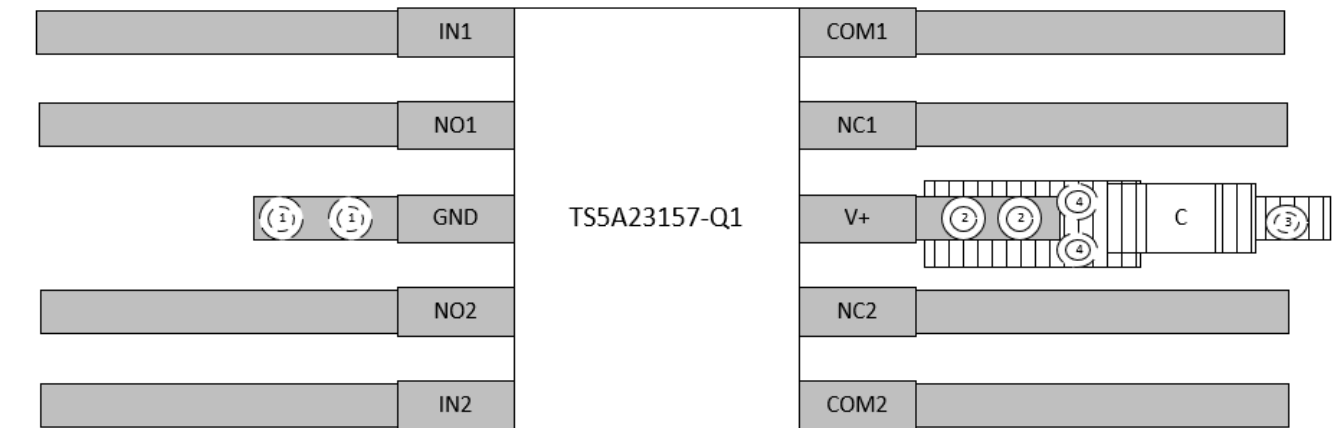 IN1 COM1
NO1 NC1
1 1 GND TS5A23157-Q1 V+ 2 2 4 C 3
4
NO2 NC2
IN2 COM2